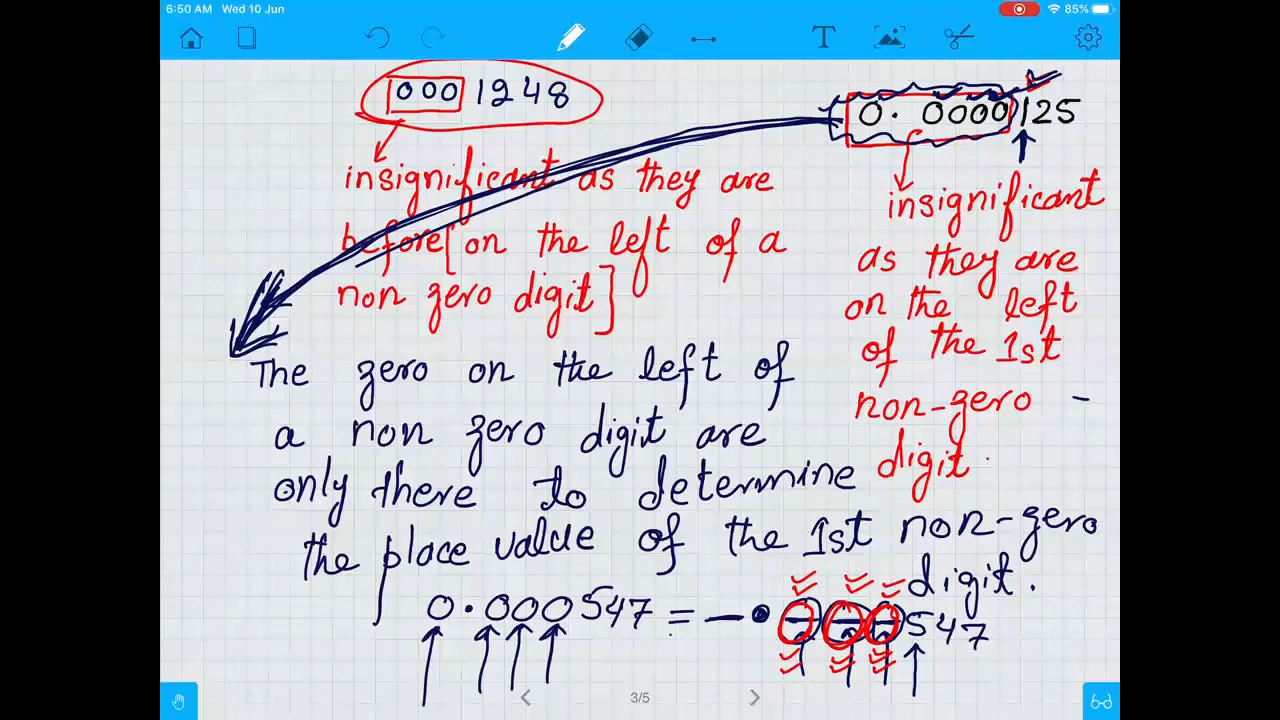 6:50 AM Wed 10 Jun
85%
T
0001248
insignificant as they are
before[on the left of a
non zero digit]
0.0000125
insignificant
as they are
on the left
of the 1st
non-zero -
digit.
The zero on the left of
a non zero digit are
only there to determine
the place value of the 1st non-zero
digit.
0.000547 = -.---547
3/5